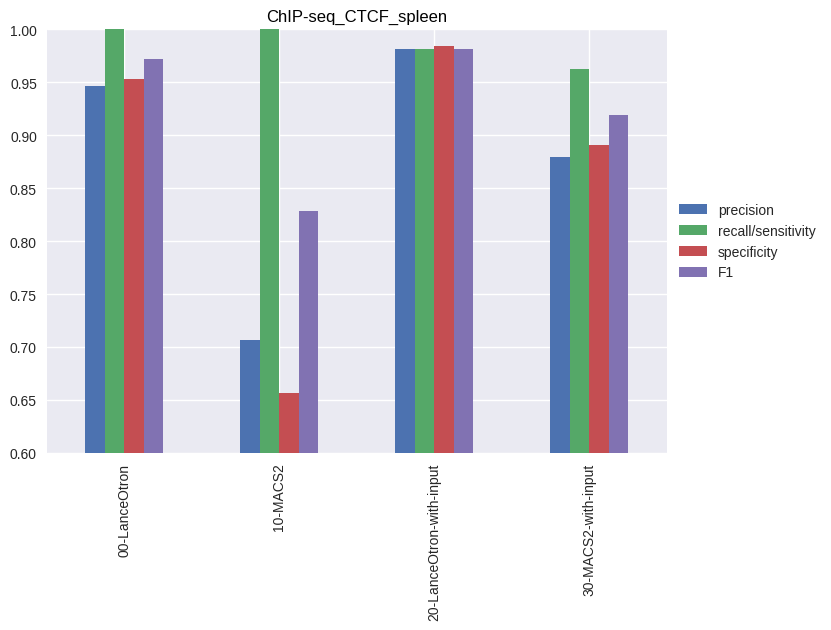 ChIP-seq_CTCF_spleen
1.00
0.95
0.90
0.85
0.80
0.75
0.70
0.65
0.60
00-LanceOtron
10-MACS2
20-LanceOtron-with-input
30-MACS2-with-input
precision
recall/sensitivity
specificity
F1